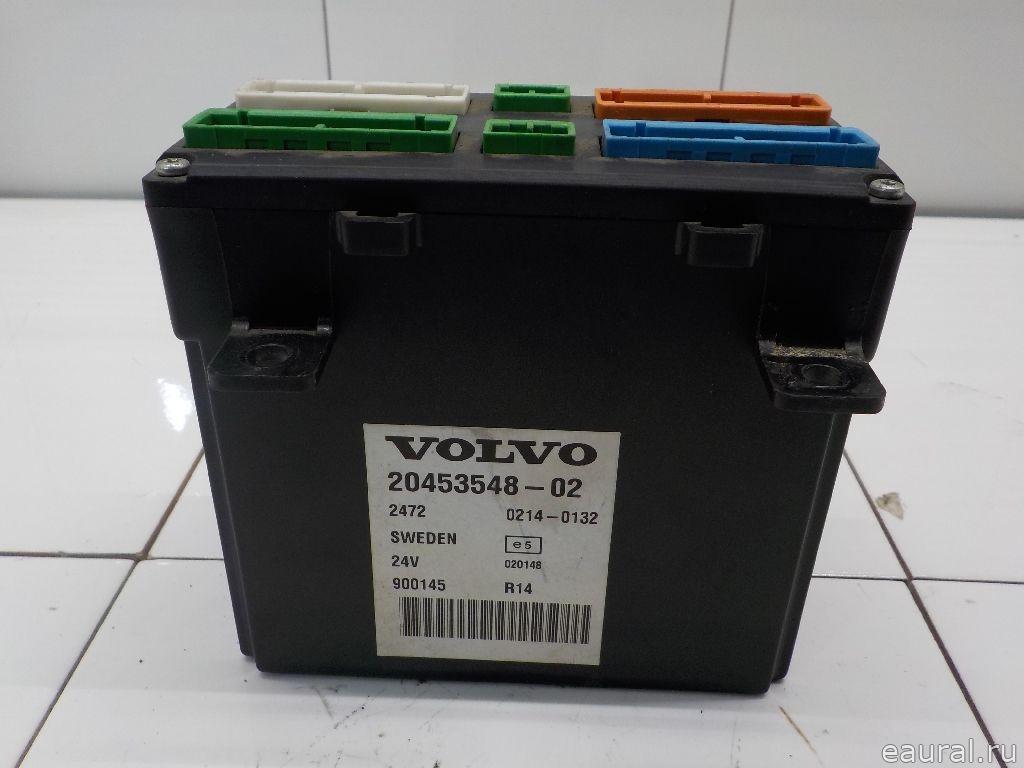 VOLVO
20453548-02
2472 0214-0132
SWEDEN e5
24V 020148
900145 R14
eaural.ru